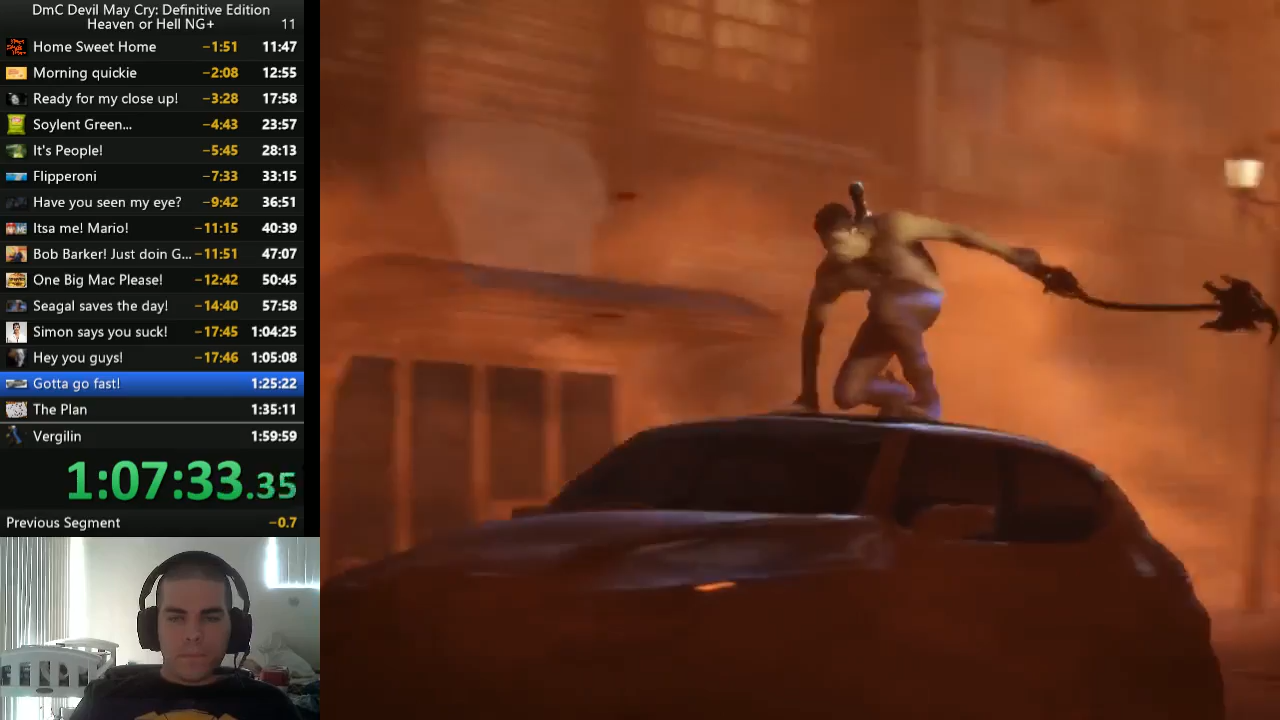 DmC Devil May Cry: Definitive Edition
Heaven or Hell NG+ 11
Home Sweet Home −1:51 11:47
Morning quickie −2:08 12:55
Ready for my close up! −3:28 17:58
Soylent Green... −4:43 23:57
It's People! −5:45 28:13
Flipperoni −7:33 33:15
Have you seen my eye? −9:42 36:51
Itsa me! Mario! −11:15 40:39
Bob Barker! Just doin G... −11:51 47:07
One Big Mac Please! −12:42 50:45
Seagal saves the day! −14:40 57:58
Simon says you suck! −17:45 1:04:25
Hey you guys! −17:46 1:05:08
Gotta go fast! 1:25:22
The Plan 1:35:11
Vergilin 1:59:59
1:07:33.35
Previous Segment −0.7